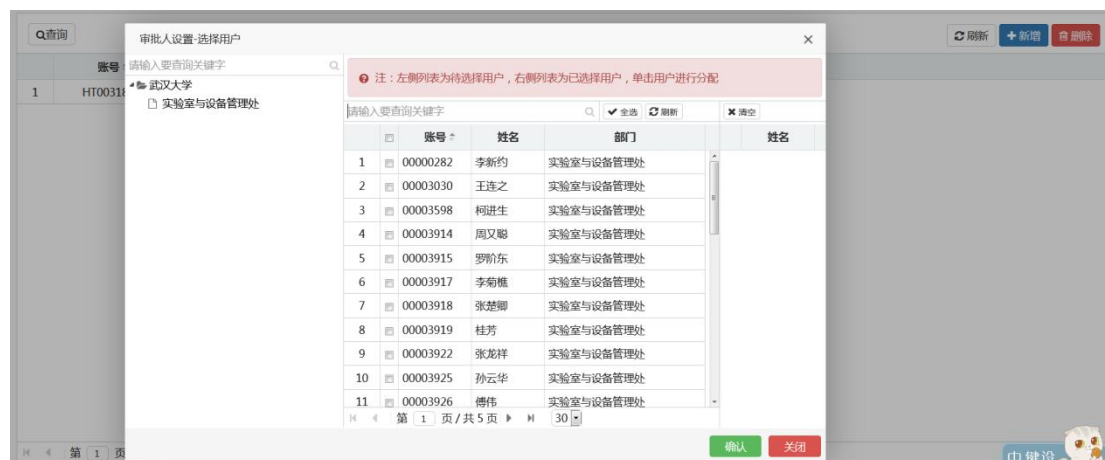 查询
刷新
新增
删除
账号
1 HT00318
第 1 页
审批人设置-选择用户
请输入要查询关键字
武汉大学
实验室与设备管理处
注：左侧列表为待选择用户，右侧列表为已选择用户，单击用户进行分配
请输入要查询关键字 全选 刷新 清空
账号 姓名 部门 姓名
1 00000282 李新约 实验室与设备管理处
2 00003030 王连之 实验室与设备管理处
3 00003598 柯进生 实验室与设备管理处
4 00003914 周又聪 实验室与设备管理处
5 00003915 罗阶东 实验室与设备管理处
6 00003917 李菊樵 实验室与设备管理处
7 00003918 张楚卿 实验室与设备管理处
8 00003919 桂芳 实验室与设备管理处
9 00003922 张龙祥 实验室与设备管理处
10 00003925 孙云华 实验室与设备管理处
11 00003926 傅伟 实验室与设备管理处
第 1 页/共5页 30
确认 关闭